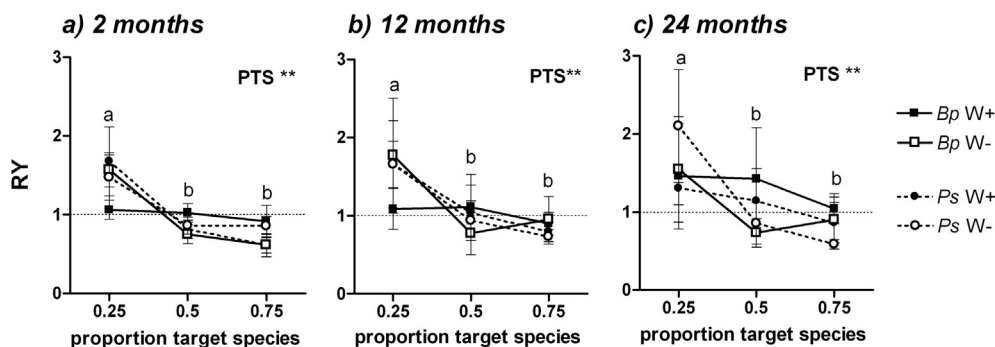 a) 2 months
b) 12 months
c) 24 months
3
PTS **
a
2
b
b
1
0
0.25
0.5
0.75
proportion target species
RY
3
PTS**
a
2
b
b
1
0
0.25
0.5
0.75
proportion target species
3
PTS **
a
2
b
b
1
0
0.25
0.5
0.75
proportion target species
Bp W+
Bp W-
Ps W+
Ps W-